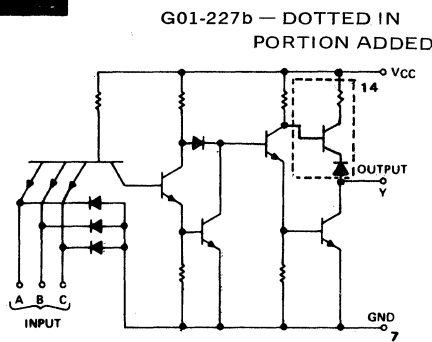 G01-227b — DOTTED IN
PORTION ADDED
VCC
14
OUTPUT
Y
A B C
INPUT
GND
7